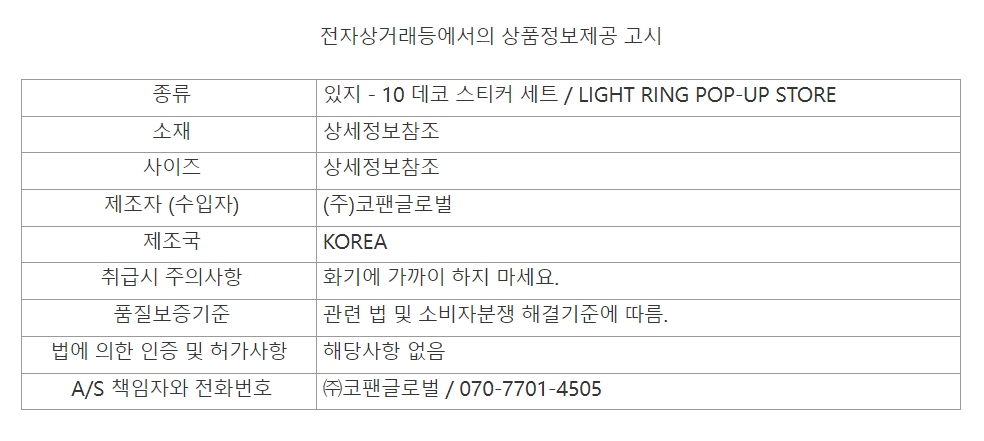 전자상거래등에서의 상품정보제공 고시
종류 있지 - 10 데코 스티커 세트 / LIGHT RING POP-UP STORE
소재 상세정보참조
사이즈 상세정보참조
제조자 (수입자) (주)코팬글로벌
제조국 KOREA
취급시 주의사항 화기에 가까이 하지 마세요.
품질보증기준 관련 법 및 소비자분쟁 해결기준에 따름.
법에 의한 인증 및 허가사항 해당사항 없음
A/S 책임자와 전화번호 ㈜코팬글로벌 / 070-7701-4505